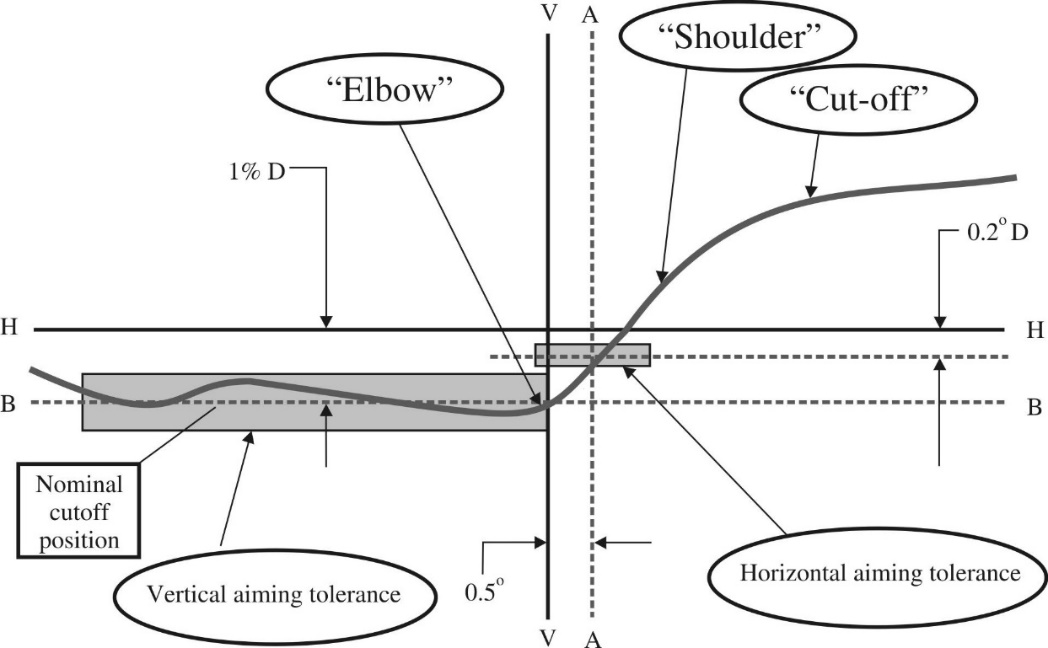 V
A
“Shoulder”
“Elbow”
“Cut-off”
1% D
0.2° D
H
H
B
B
Nominal
cutoff
position
Vertical aiming tolerance
0.5°
Horizontal aiming tolerance
V
A